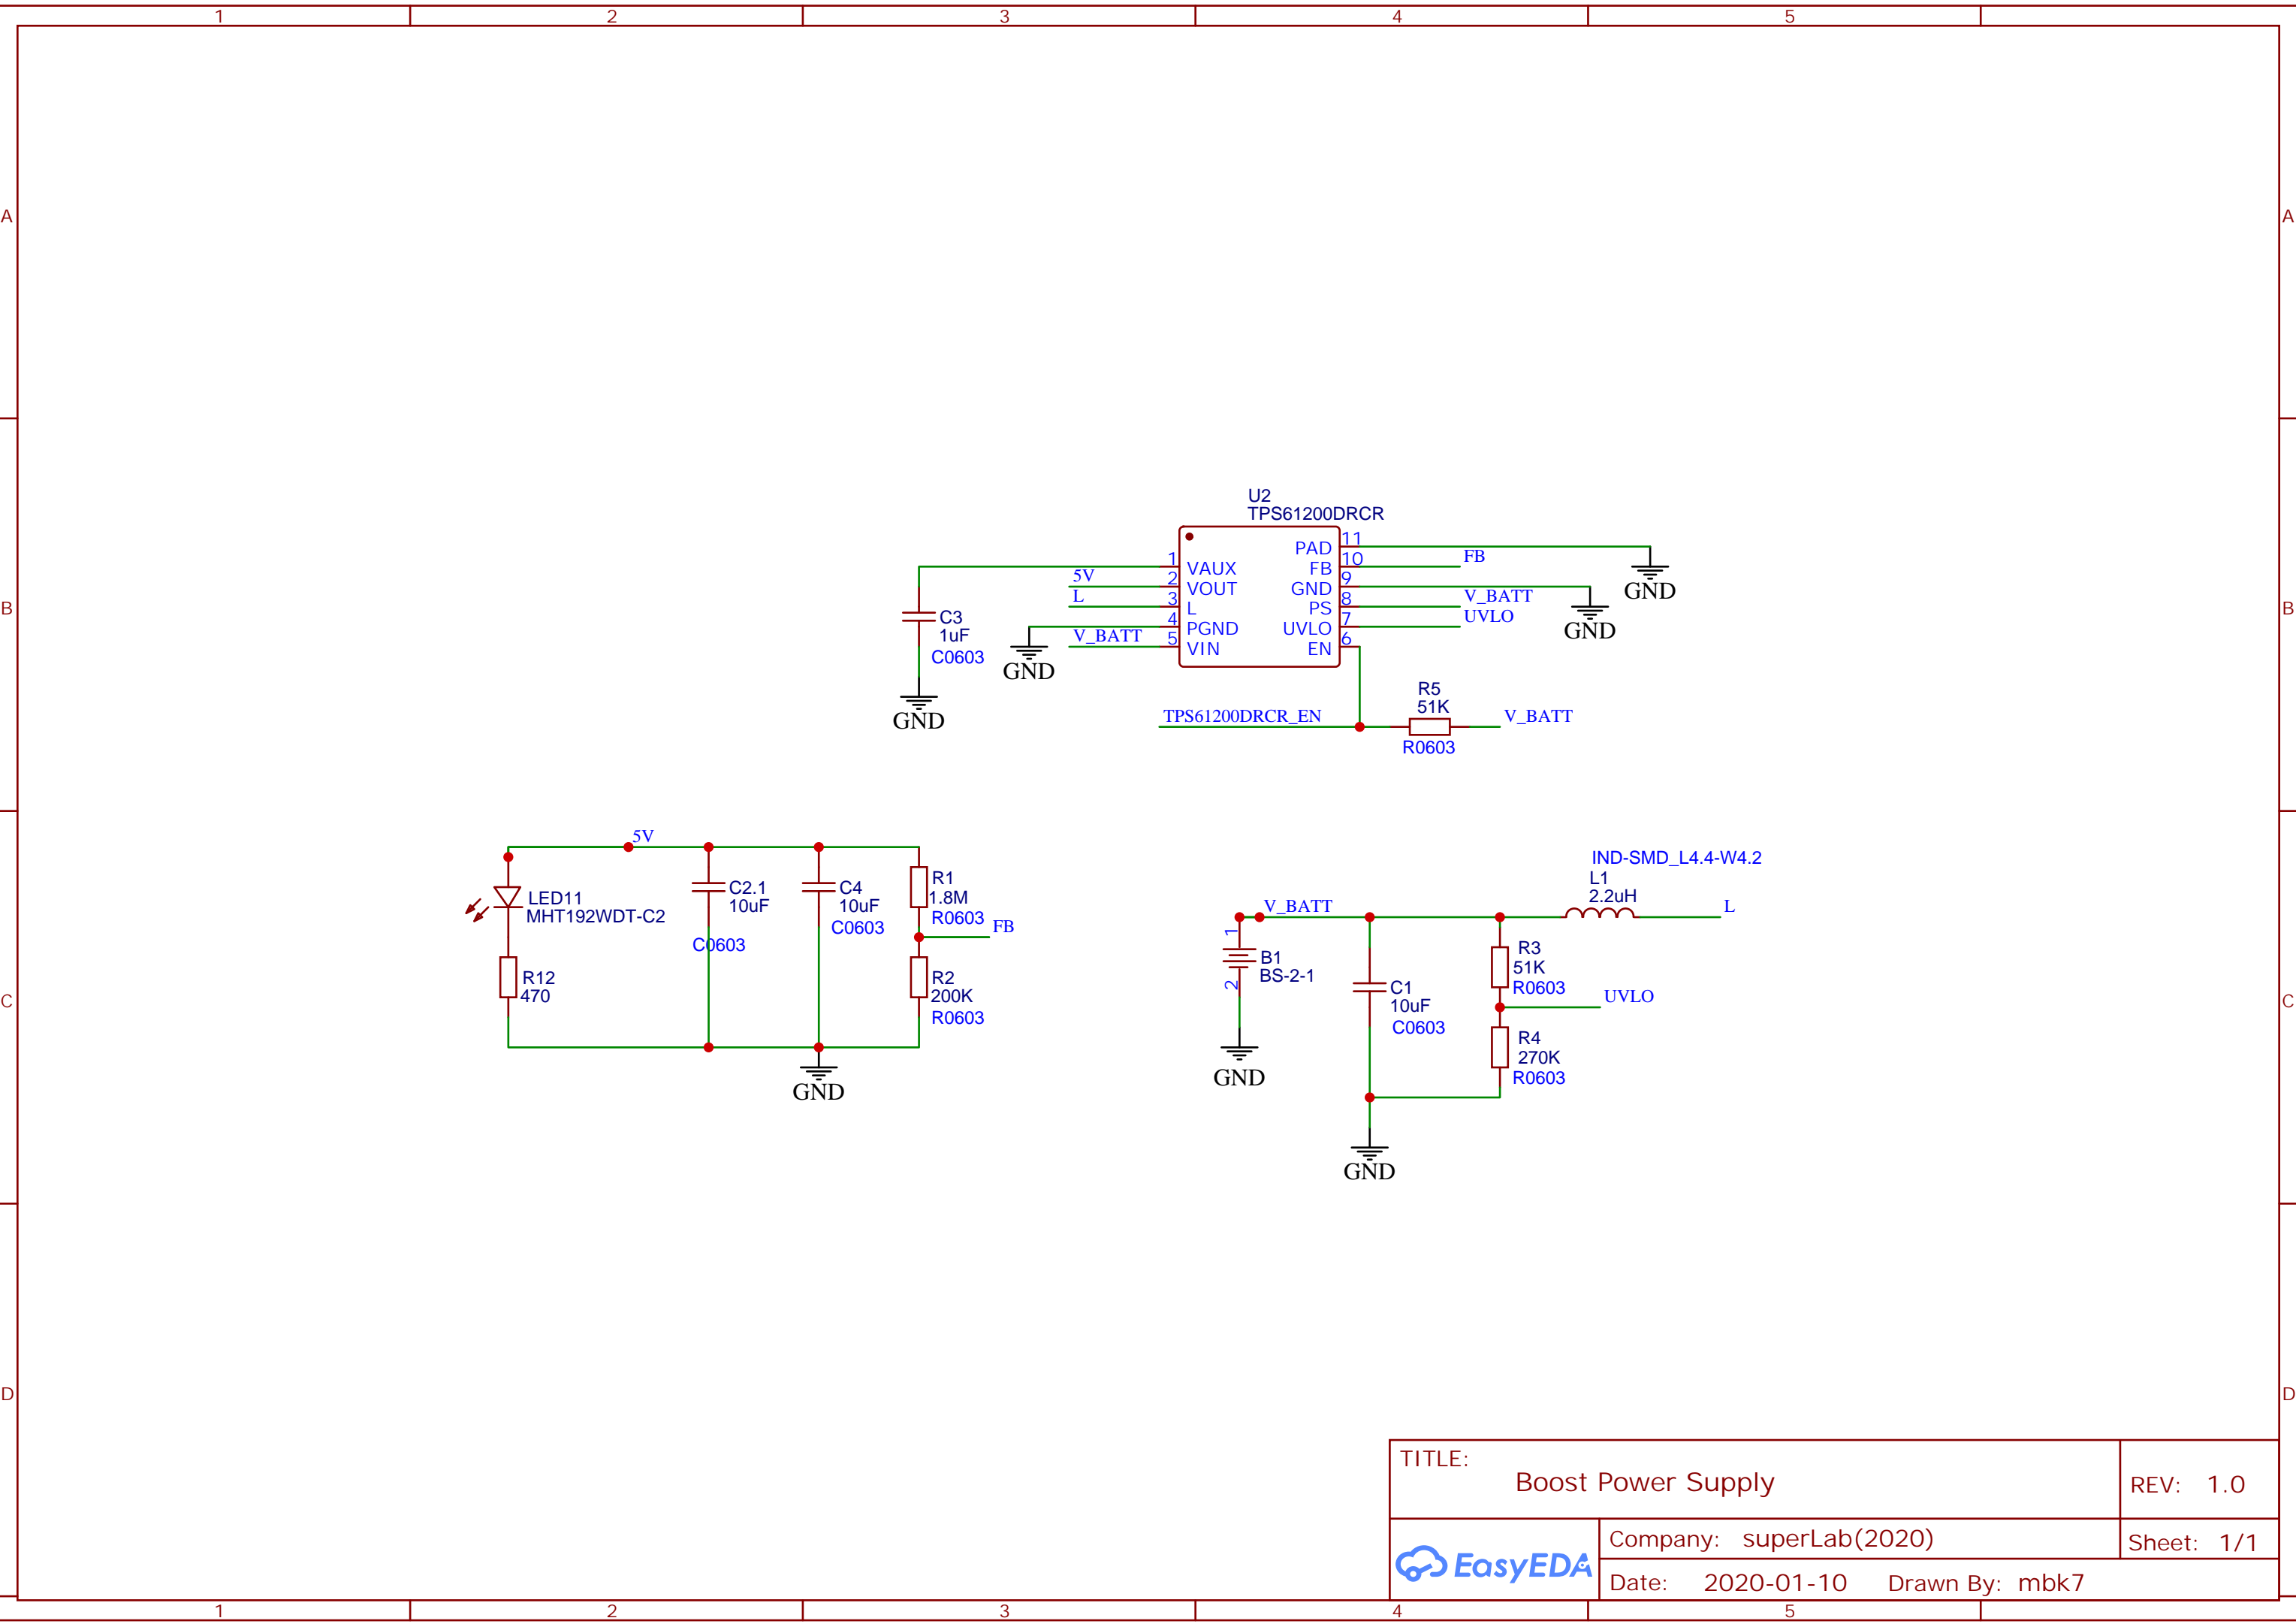 1 2 3 4 5
A A
B B
C C
D D
U2
TPS61200DRCR
1 VAUX
2 VOUT
3 L
4 PGND
5 VIN
PAD 11
FB 10
GND 9
PS 8
UVLO 7
EN 6
5V
L
V_BATT
GND
C3
1uF
C0603
GND
FB
V_BATT
UVLO
GND
GND
TPS61200DRCR_EN
R5
51K
R0603
V_BATT
5V
LED11
MHT192WDT-C2
R12
470
C2.1
10uF
C0603
C4
10uF
C0603
R1
1.8M
R0603
FB
R2
200K
R0603
GND
V_BATT
1
B1
BS-2-1
2
GND
C1
10uF
C0603
GND
R3
51K
R0603
UVLO
R4
270K
R0603
IND-SMD_L4.4-W4.2
L1
2.2uH
L
TITLE:
Boost Power Supply
REV: 1.0
EasyEDA
Company: superLab(2020)
Sheet: 1/1
Date: 2020-01-10 Drawn By: mbk7
1 2 3 4 5